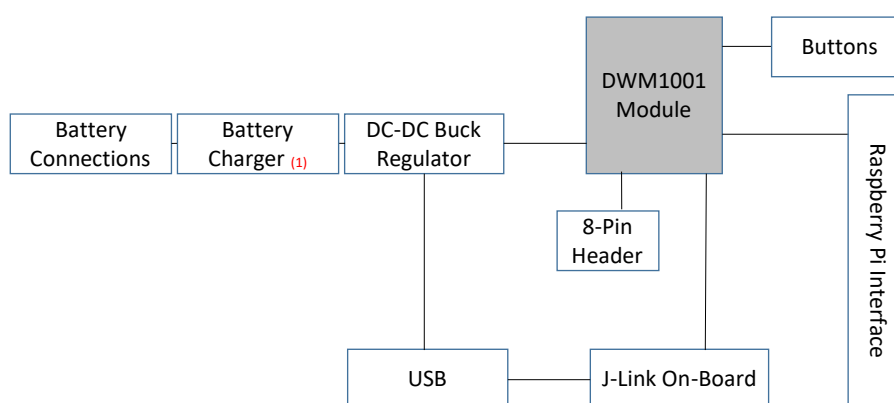 Buttons
DWM1001
Module
Battery
Connections
Battery
Charger (1)
DC-DC Buck
Regulator
8-Pin
Header
Raspberry Pi Interface
USB
J-Link On-Board